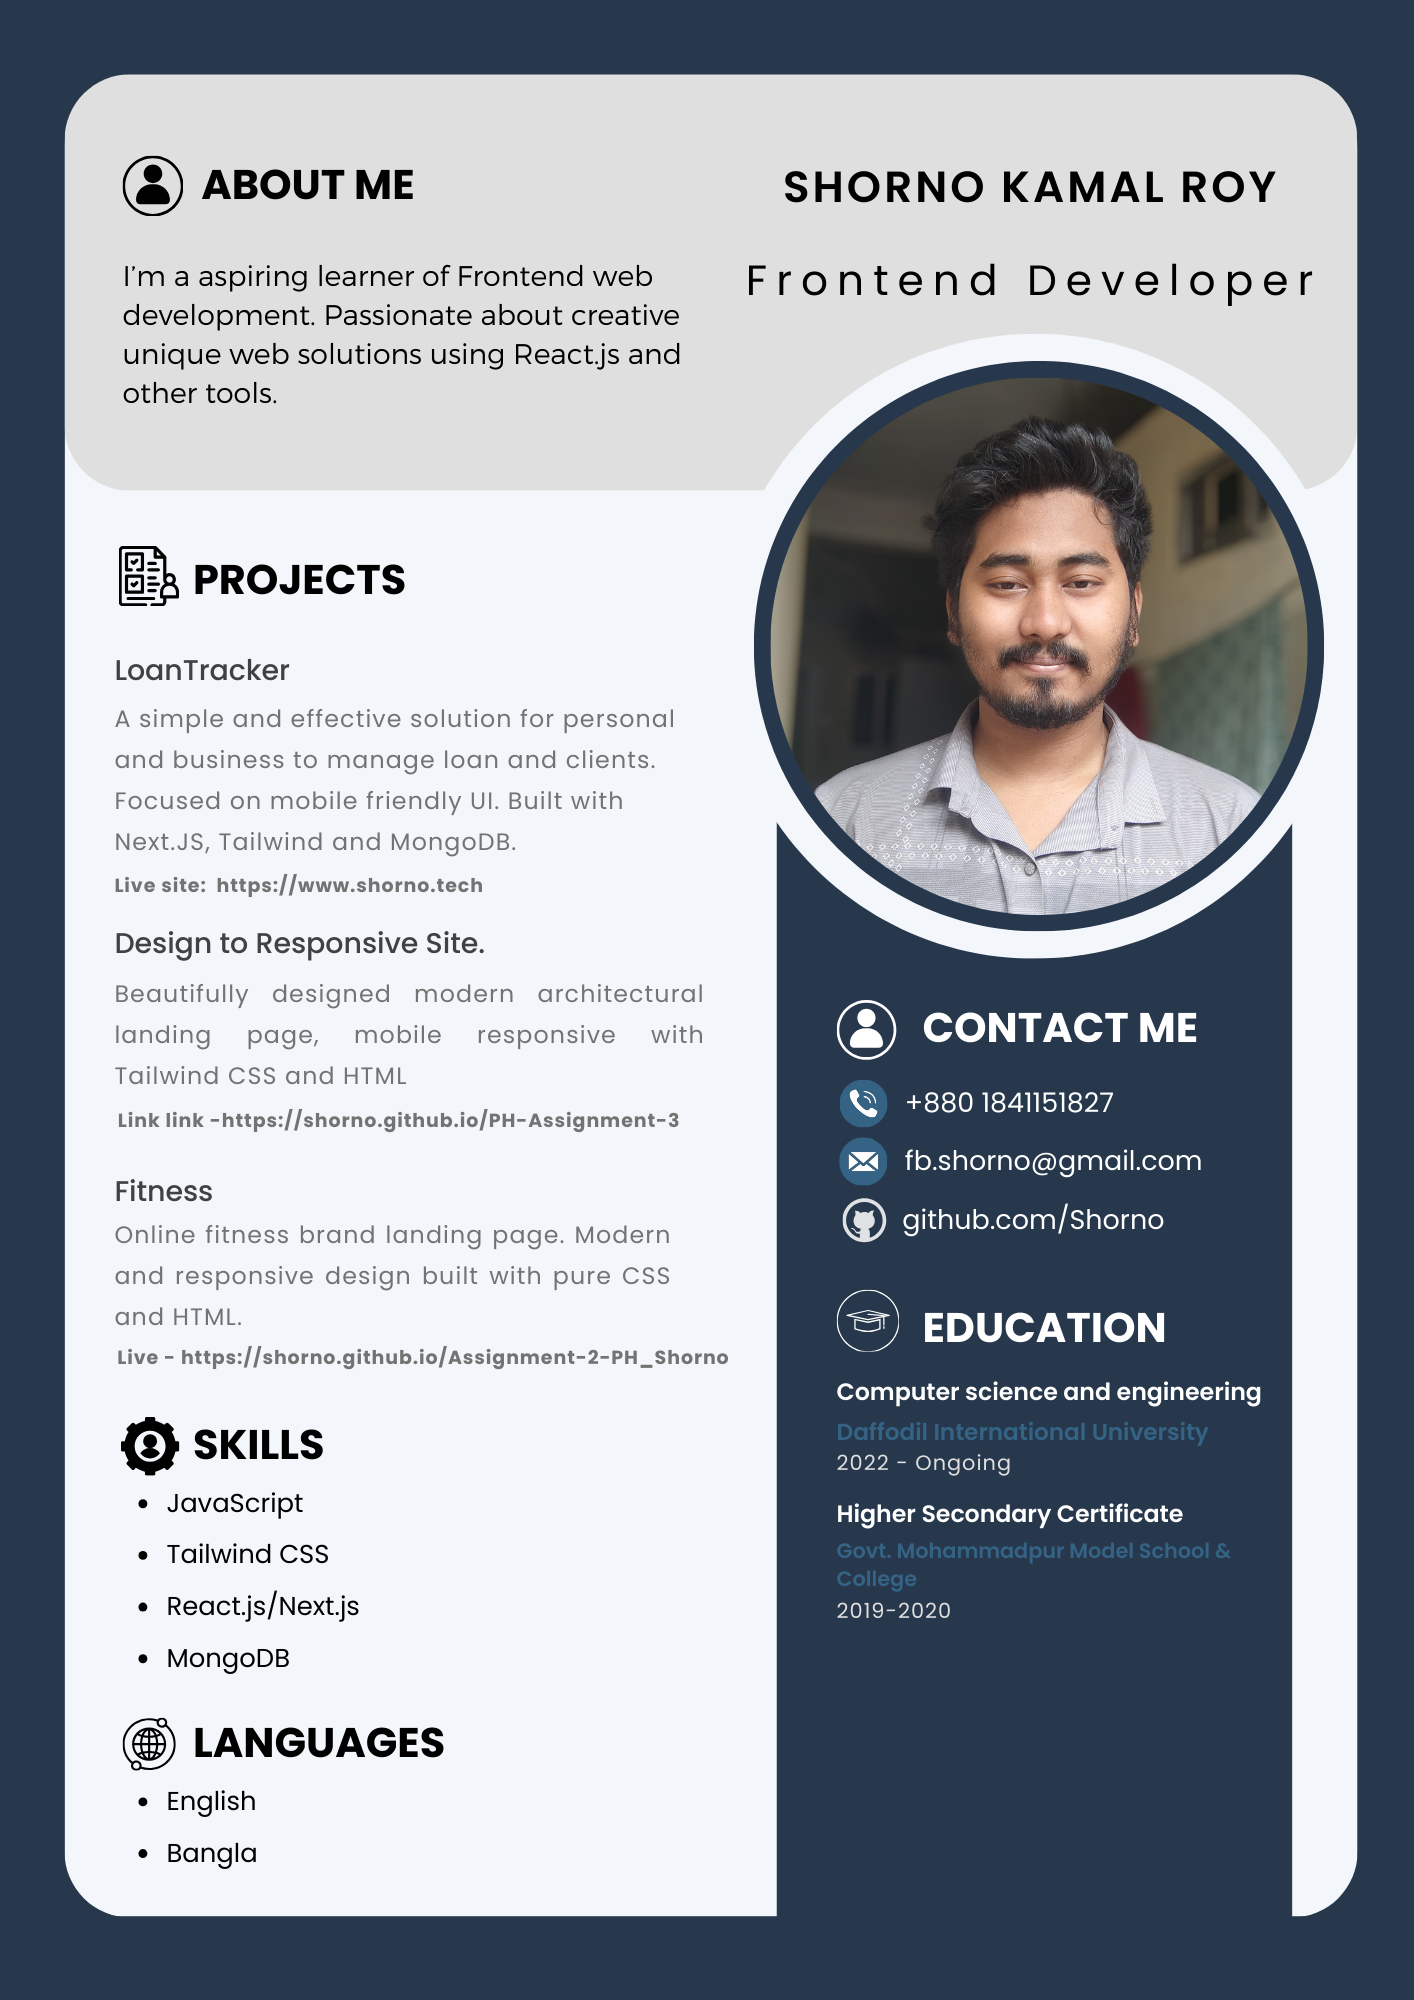 ABOUT ME
I'm a aspiring learner of Frontend web
development. Passionate about creative
unique web solutions using React.js and
other tools.
SHORNO KAMAL ROY
Frontend Developer
PROJECTS
LoanTracker
A simple and effective solution for personal
and business to manage loan and clients.
Focused on mobile friendly UI. Built with
Next.JS, Tailwind and MongoDB.
Live site: https://www.shorno.tech
Design to Responsive Site.
Beautifully designed modern architectural
landing page, mobile responsive with
Tailwind CSS and HTML
Link link -https://shorno.github.io/PH-Assignment-3
Fitness
Online fitness brand landing page. Modern
and responsive design built with pure CSS
and HTML.
Live - https://shorno.github.io/Assignment-2-PH_Shorno
SKILLS
• JavaScript
• Tailwind CSS
• React.js/Next.js
• MongoDB
LANGUAGES
• English
• Bangla
CONTACT ME
+880 1841151827
fb.shorno@gmail.com
github.com/Shorno
EDUCATION
Computer science and engineering
Daffodil International University
2022 - Ongoing
Higher Secondary Certificate
Govt. Mohammadpur Model School &
College
2019-2020